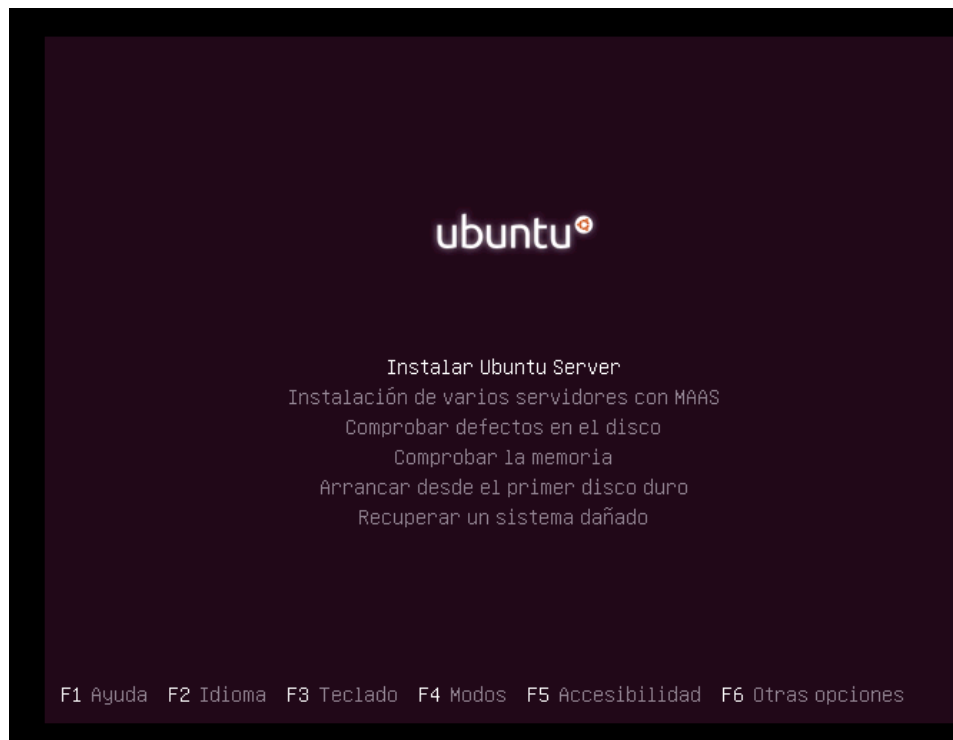 ubuntu
Instalar Ubuntu Server
Instalación de varios servidores con MAAS
Comprobar defectos en el disco
Comprobar la memoria
Arrancar desde el primer disco duro
Recuperar un sistema dañado
F1 Ayuda F2 Idioma F3 Teclado F4 Modos F5 Accesibilidad F6 Otras opciones